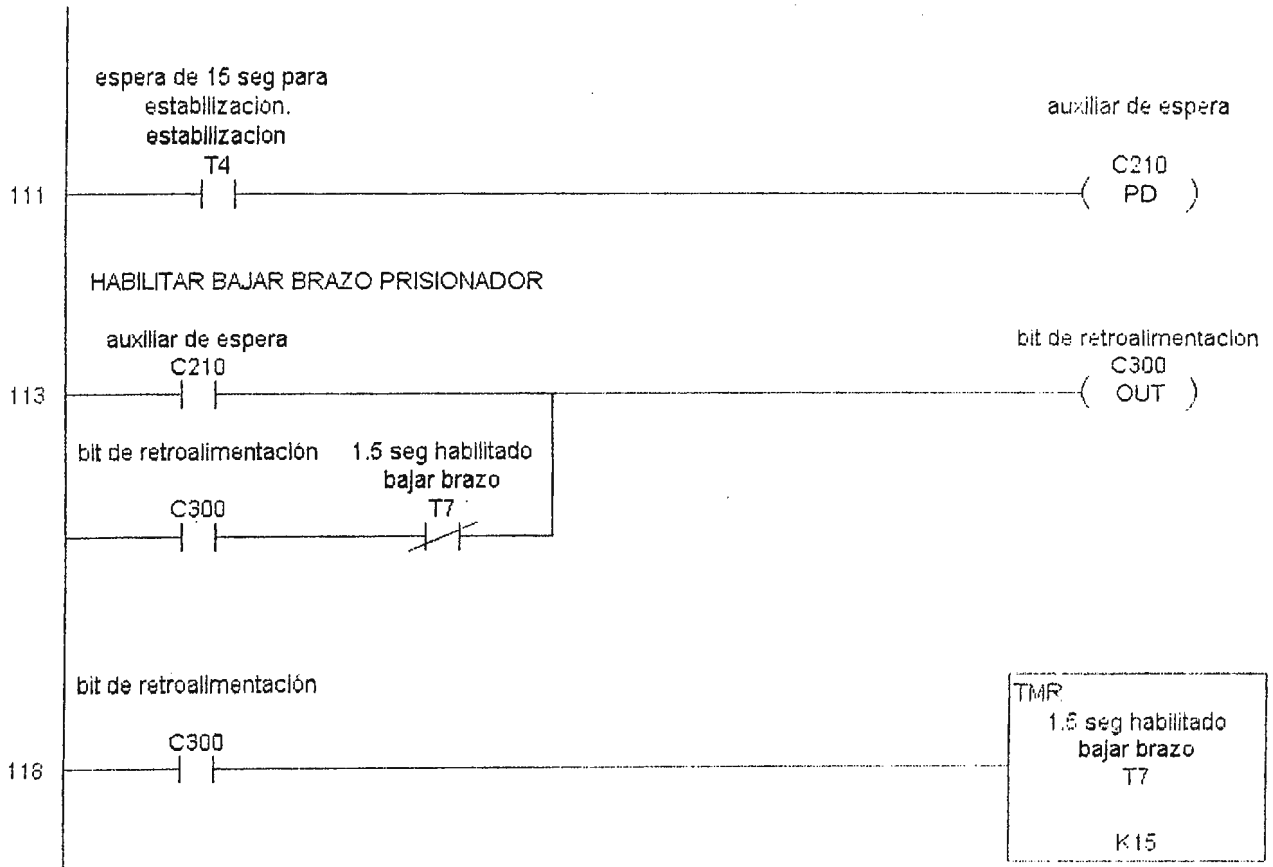 espera de 15 seg para
estabilizacion.
estabilizacion
T4
auxiliar de espera
C210
PD
111
HABILITAR BAJAR BRAZO PRISIONADOR
auxiliar de espera
C210
bit de retroalimentacion
C300
OUT
113
bit de retroalimentación
C300
1.5 seg habilitado
bajar brazo
T7
bit de retroalimentación
C300
118
TMR
1.5 seg habilitado
bajar brazo
T7
K15